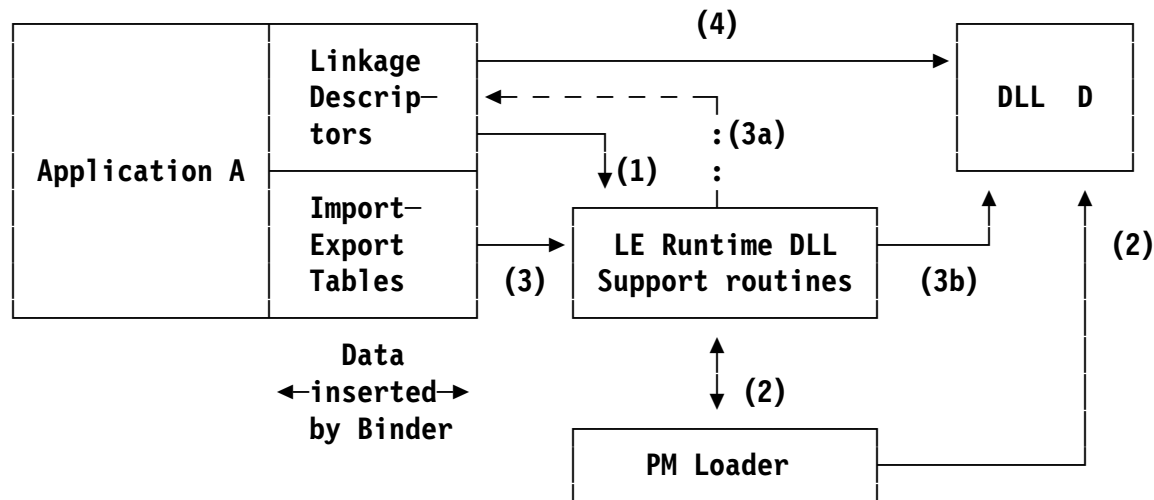 (4)
Linkage
Descrip-
tors
DLL D
(3a)
Application A
(1)
Import-
Export
Tables
LE Runtime DLL
Support routines
(2)
(3)
(3b)
Data
inserted
by Binder
(2)
PM Loader